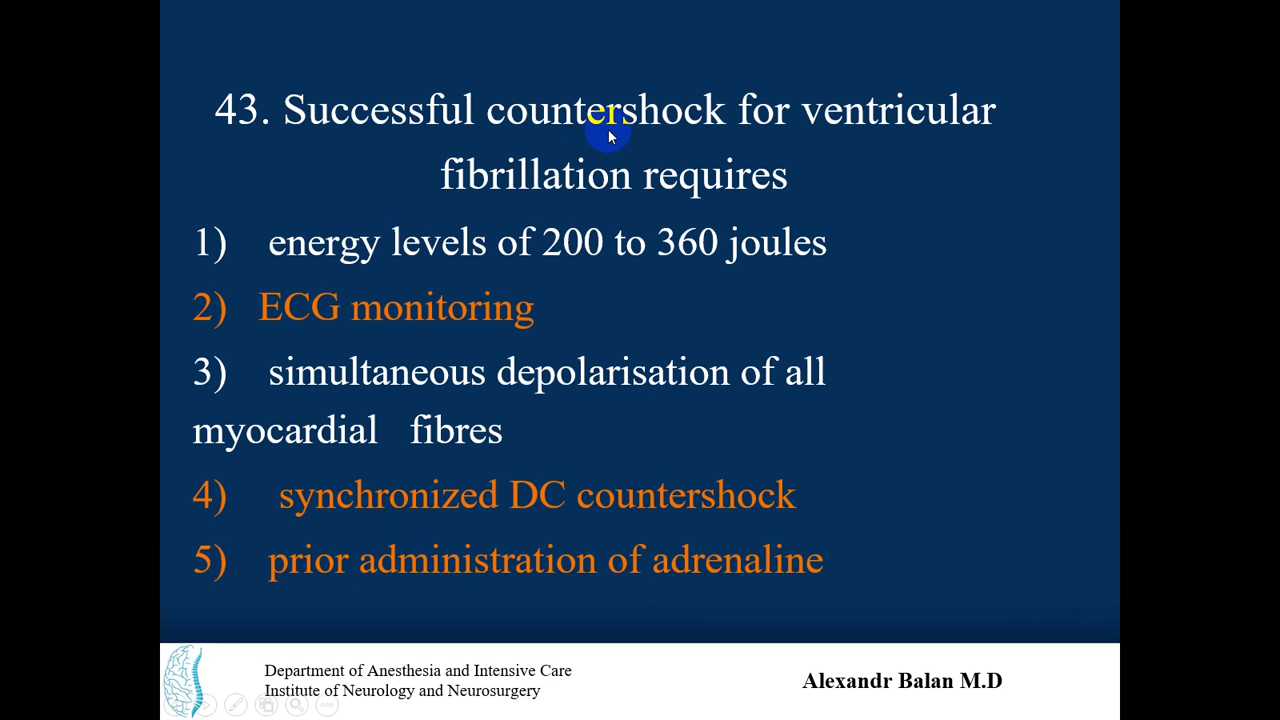 43. Successful countershock for ventricular
fibrillation requires
1) energy levels of 200 to 360 joules
2) ECG monitoring
3) simultaneous depolarisation of all
myocardial fibres
4) synchronized DC countershock
5) prior administration of adrenaline
Department of Anesthesia and Intensive Care
Institute of Neurology and Neurosurgery
Alexandr Balan M.D